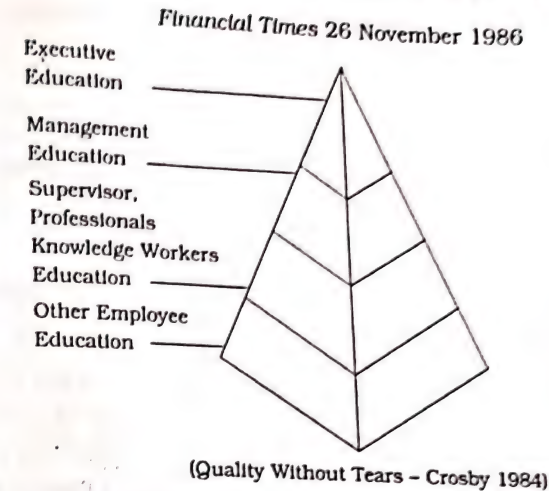 Financial Times 26 November 1986
Executive
Education
Management
Education
Supervisor,
Professionals
Knowledge Workers
Education
Other Employee
Education
(Quality Without Tears – Crosby 1984)